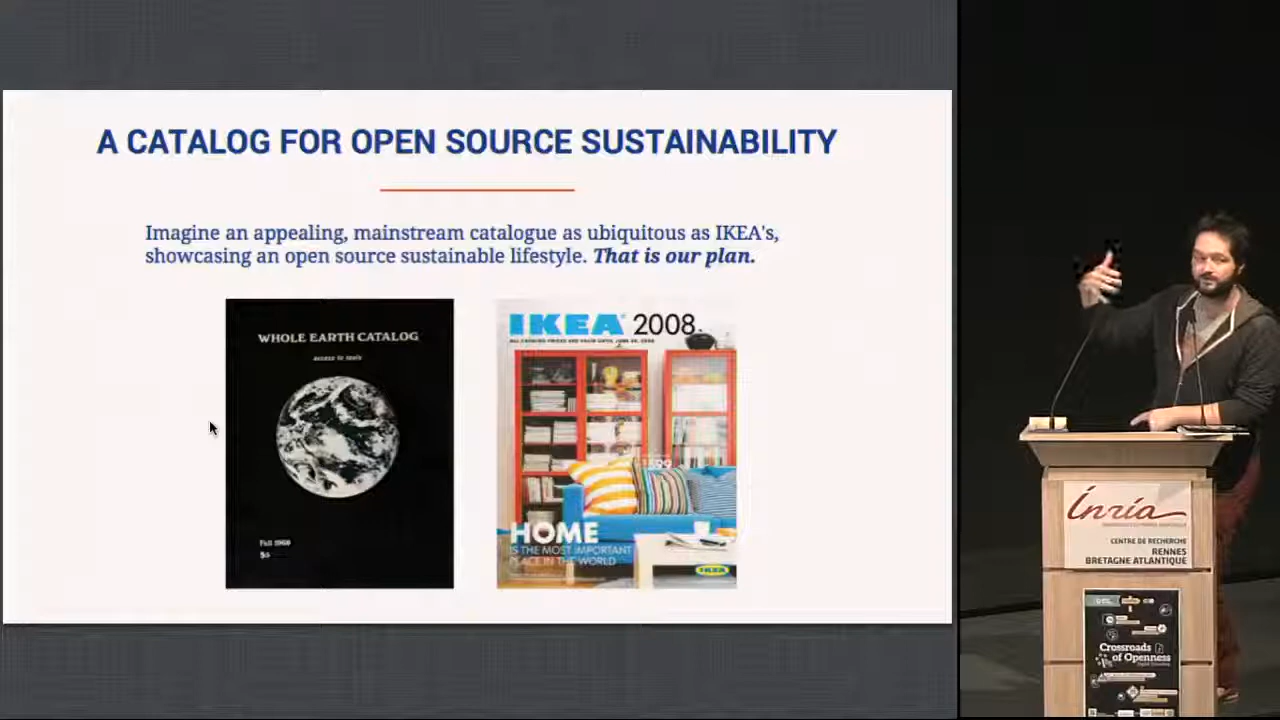 A CATALOG FOR OPEN SOURCE SUSTAINABILITY
Imagine an appealing, mainstream catalogue as ubiquitous as IKEA's,
showcasing an open source sustainable lifestyle. That is our plan.
WHOLE EARTH CATALOG
access to tools
Fall 1969
$5
IKEA 2008
HOME
IS THE MOST IMPORTANT
PLACE IN THE WORLD
IKEA
Inria
CENTRE DE RECHERCHE
RENNES
BRETAGNE ATLANTIQUE
Crossroads
of Openness